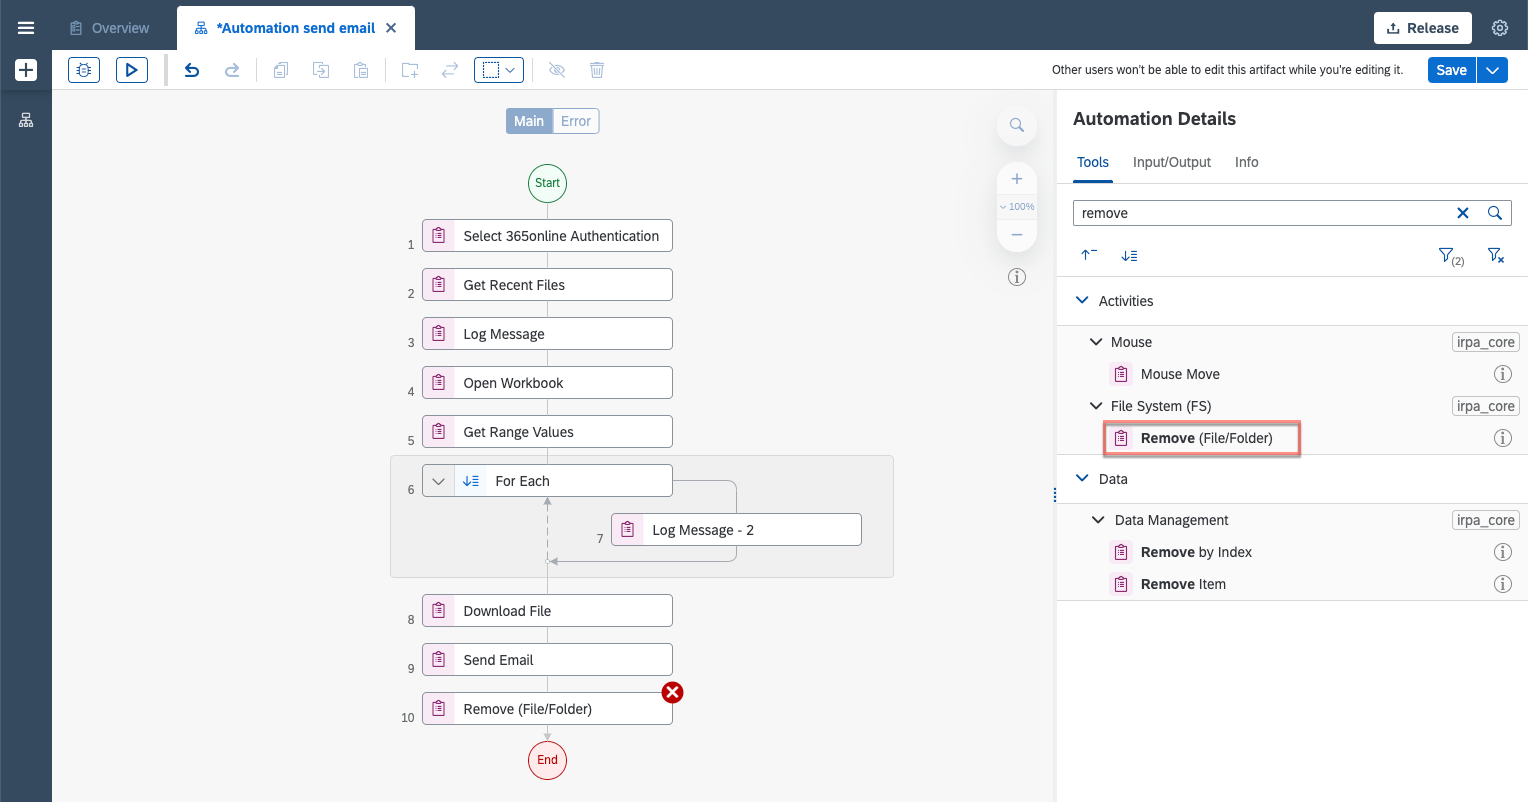 Overview
*Automation send email
Release
Other users won't be able to edit this artifact while you're editing it.
Save
Main
Error
100%
Start
1
Select 365online Authentication
2
Get Recent Files
3
Log Message
4
Open Workbook
5
Get Range Values
6
For Each
7
Log Message - 2
8
Download File
9
Send Email
10
Remove (File/Folder)
End
Automation Details
Tools
Input/Output
Info
remove
(2)
Activities
Mouse
irpa_core
Mouse Move
File System (FS)
irpa_core
Remove (File/Folder)
Data
Data Management
irpa_core
Remove by Index
Remove Item